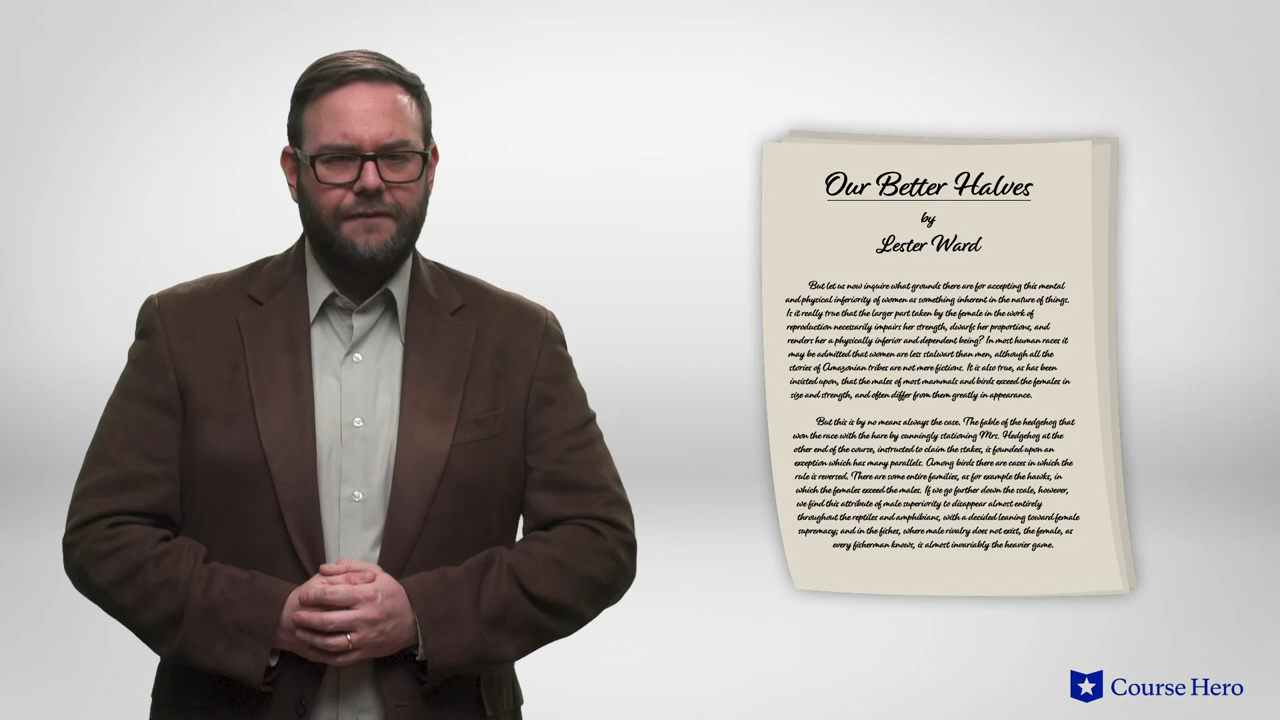 Our Better Halves
by
Lester Ward
But let us now inquire what grounds there are for accepting this mental
and physical inferiority of women as something inherent in the nature of things.
Is it really true that the larger part taken by the female in the work of
reproduction necessarily impairs her strength, dwarfs her proportions, and
renders her a physically inferior and dependent being? In most human races it
may be admitted that women are less stalwart than men, although all the
stories of Amazonian tribes are not mere fictions. It is also true, as has been
insisted upon, that the males of most mammals and birds exceed the females in
size and strength, and often differ from them greatly in appearance.
But this is by no means always the case. The fable of the hedgehog that
won the race with the hare by cunningly stationing Mrs. Hedgehog at the
other end of the course, instructed to claim the stakes, is founded upon an
exception which has many parallels. Among birds there are cases in which the
rule is reversed. There are some entire families, as for example the hawks, in
which the females exceed the males. If we go further down the scale, however,
we find this attribute of male superiority to disappear almost entirely
throughout the reptiles and amphibians, with a decided leaning toward female
supremacy; and in the fishes, where male rivalry does not exist, the female, as
every fisherman knows, is almost invariably the heavier game.
Course Hero